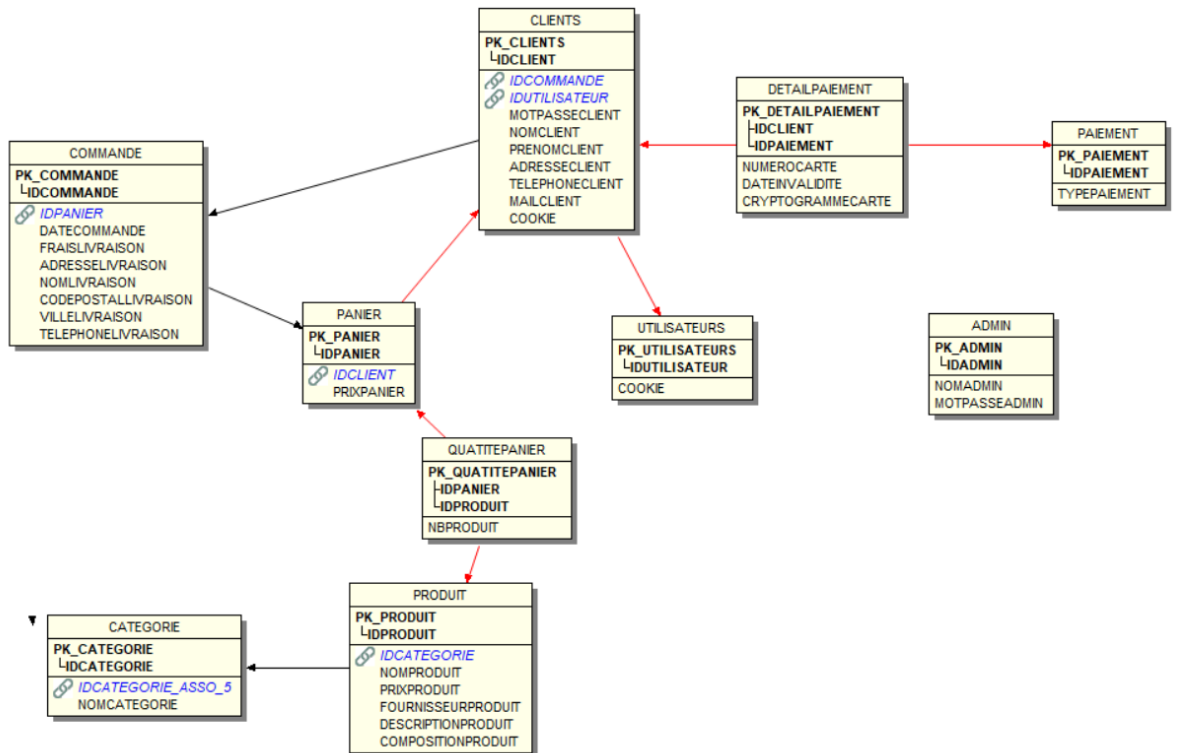 CLIENTS
PK_CLIENTS
IDCLIENT
IDCOMMANDE
IDUTILISATEUR
MOTPASSECLIENT
NOMCLIENT
PRENOMCLIENT
ADRESSECLIENT
TELEPHONECLIENT
MAILCLIENT
COOKIE
DETAILPAIEMENT
PK_DETAILPAIEMENT
IDCLIENT
IDPAIEMENT
NUMEROCARTE
DATEINVALIDITE
CRYPTOGRAMMECARTE
PAIEMENT
PK_PAIEMENT
IDPAIEMENT
TYPEPAIEMENT
COMMANDE
PK_COMMANDE
IDCOMMANDE
IDPANIER
DATECOMMANDE
FRAISLIVRAISON
ADRESSELIVRAISON
NOMLIVRAISON
CODEPOSTALLIVRAISON
VILLELIVRAISON
TELEPHONELIVRAISON
PANIER
PK_PANIER
IDPANIER
IDCLIENT
PRIXPANIER
UTILISATEURS
PK_UTILISATEURS
IDUTILISATEUR
COOKIE
ADMIN
PK_ADMIN
IDADMIN
NOMADMIN
MOTPASSEADMIN
QUATITEPANIER
PK_QUATITEPANIER
IDPANIER
IDPRODUIT
NBPRODUIT
PRODUIT
PK_PRODUIT
IDPRODUIT
IDCATEGORIE
NOMPRODUIT
PRIXPRODUIT
FOURNISSEURPRODUIT
DESCRIPTIONPRODUIT
COMPOSITIONPRODUIT
CATEGORIE
PK_CATEGORIE
IDCATEGORIE
IDCATEGORIE_ASSO_5
NOMCATEGORIE